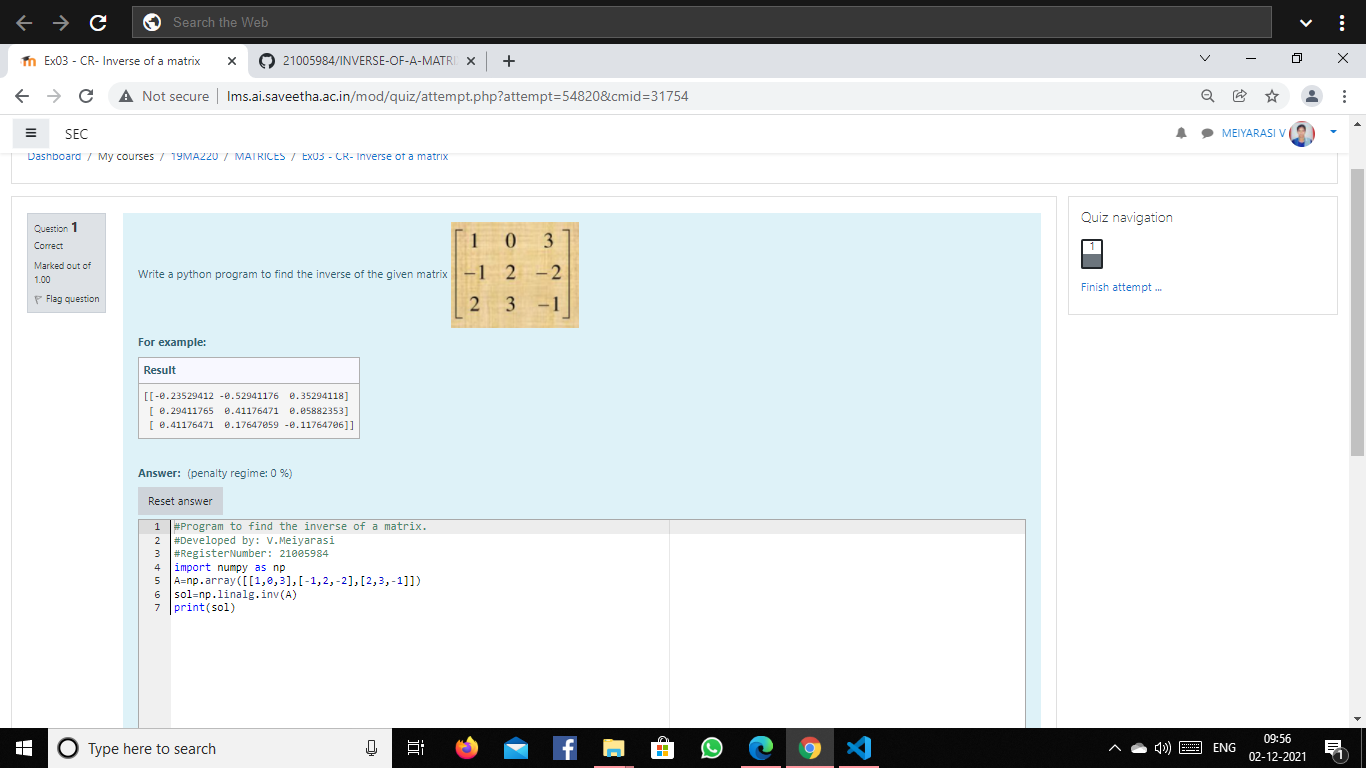 Search the Web
Ex03 - CR- Inverse of a matrix
21005984/INVERSE-OF-A-MATRI
Not secure
lms.ai.saveetha.ac.in/mod/quiz/attempt.php?attempt=54820&cmid=31754
SEC
MEIYARASI V
Dashboard / My courses / 19MA220 / MATRICES / Ex03 - CR- Inverse of a matrix
Question 1
Correct
Marked out of
1.00
Flag question
Write a python program to find the inverse of the given matrix
1 0 3
-1 2 -2
2 3 -1
For example:
Result
[[-0.23529412 -0.52941176 0.35294118]
[ 0.29411765 0.41176471 0.05882353]
[ 0.41176471 0.17647059 -0.11764706]]
Answer: (penalty regime: 0 %)
Reset answer
1 #Program to find the inverse of a matrix.
2 #Developed by: V.Meiyarasi
3 #RegisterNumber: 21005984
4 import numpy as np
5 A=np.array([[1,0,3],[-1,2,-2],[2,3,-1]])
6 sol=np.linalg.inv(A)
7 print(sol)
Quiz navigation
1
Finish attempt ...
Type here to search
ENG
09:56
02-12-2021
1